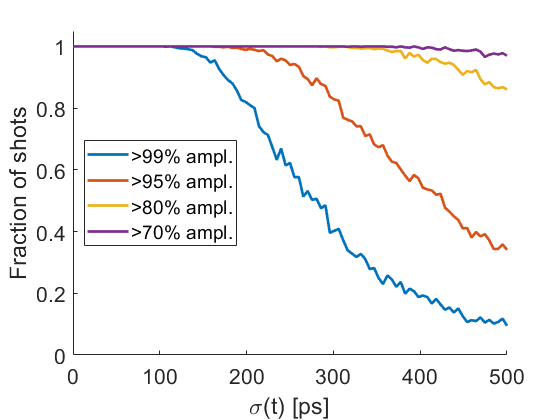 Fraction of shots
1
0.8
0.6
0.4
0.2
0
>99% ampl.
>95% ampl.
>80% ampl.
>70% ampl.
0 100 200 300 400 500
σ(t) [ps]